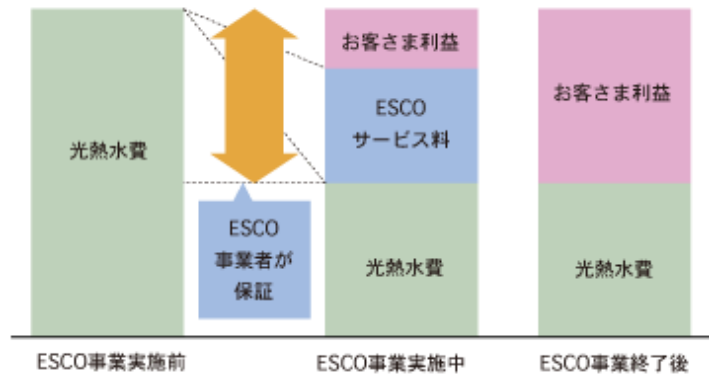 光熱水費
ESCO
事業者が
保証
お客さま利益
ESCO
サービス料
光熱水費
お客さま利益
光熱水費
ESCO事業実施前
ESCO事業実施中
ESCO事業終了後